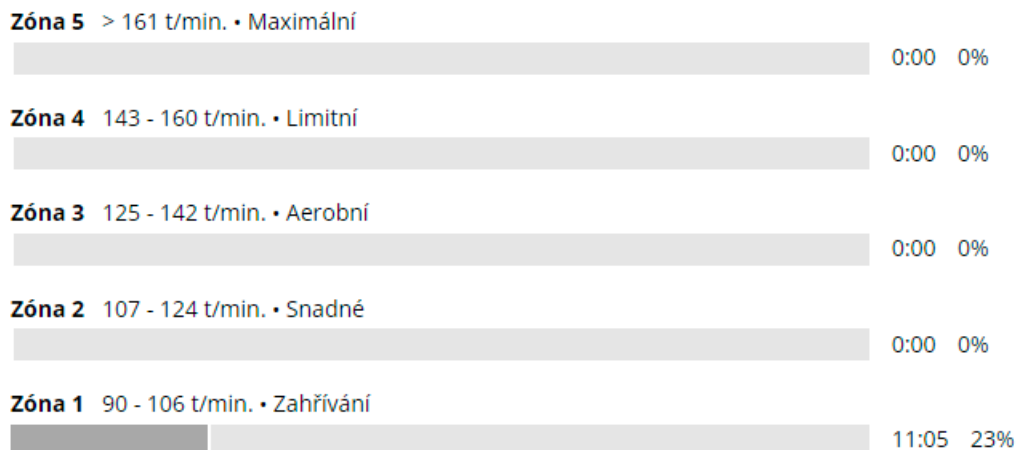 Zóna 5 > 161 t/min. • Maximální
0:00 0%
Zóna 4 143 - 160 t/min. • Limitní
0:00 0%
Zóna 3 125 - 142 t/min. • Aerobní
0:00 0%
Zóna 2 107 - 124 t/min. • Snadné
0:00 0%
Zóna 1 90 - 106 t/min. • Zahřívání
11:05 23%